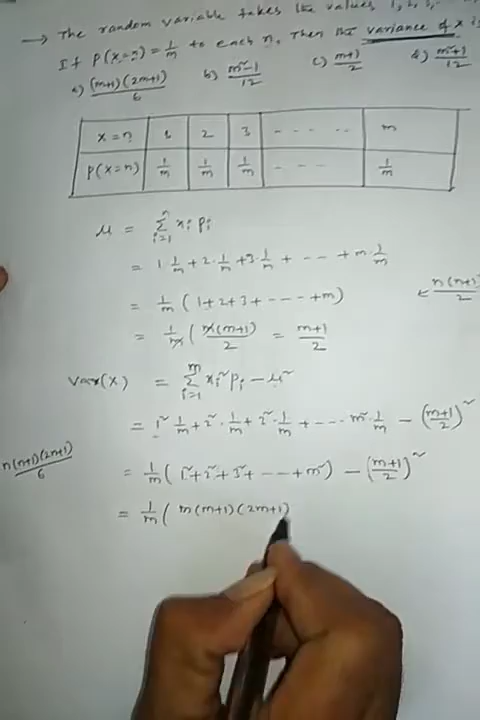 → The random variable takes the values 1, 2, 3,
If P(x=n) = 1/m to each n. Then the variance of x is
a) (m+1)(2m+1)/6 b) m²-1/12 c) m+1/2 d) m²+1/12
x=n 1 2 3 - - - - - m
P(x=n) 1/m 1/m 1/m - - - 1/m
μ = Σ_{i=1}^{n} xi pi
= 1·1/m + 2·1/m + 3·1/m + - - - + m·1/m
= 1/m (1+2+3+ - - - - +m)
n(n+1)/2
= 1/m (m(m+1)/2 = m+1/2
Var(X) = Σ_{i=1}^{m} xi² pi - μ²
= 1² 1/m + 2²·1/m + 3²·1/m + - - - m²·1/m - (m+1/2)²
n(n+1)(2n+1)/6
= 1/m (1²+2²+3²+ - - - +m²) - (m+1/2)²
= 1/m ( m(m+1)(2m+1)